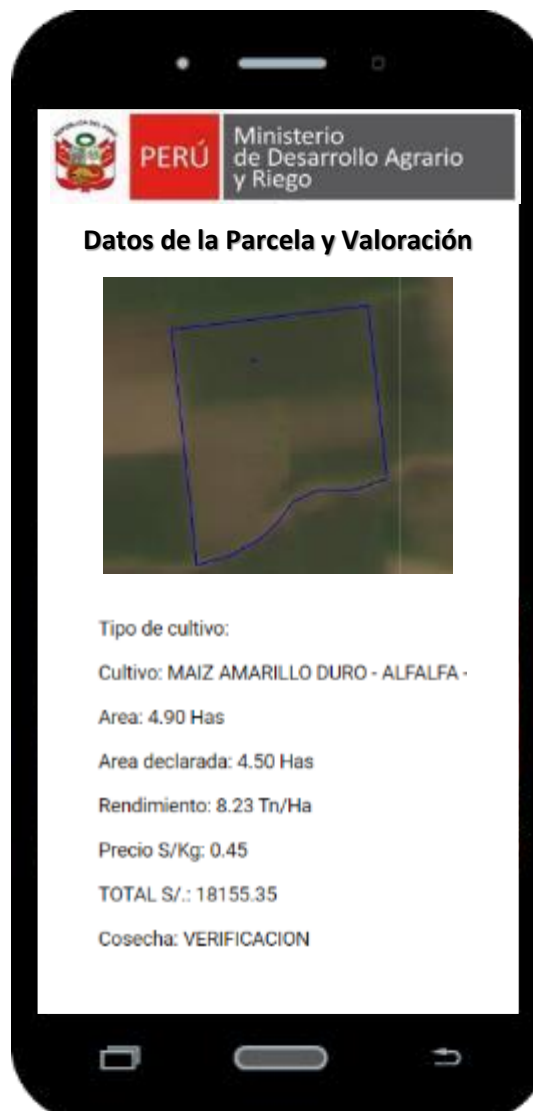 PERÚ
Ministerio
de Desarrollo Agrario
y Riego
Datos de la Parcela y Valoración
Tipo de cultivo:
Cultivo: MAIZ AMARILLO DURO - ALFALFA -
Area: 4.90 Has
Area declarada: 4.50 Has
Rendimiento: 8.23 Tn/Ha
Precio S/Kg: 0.45
TOTAL S/.: 18155.35
Cosecha: VERIFICACION